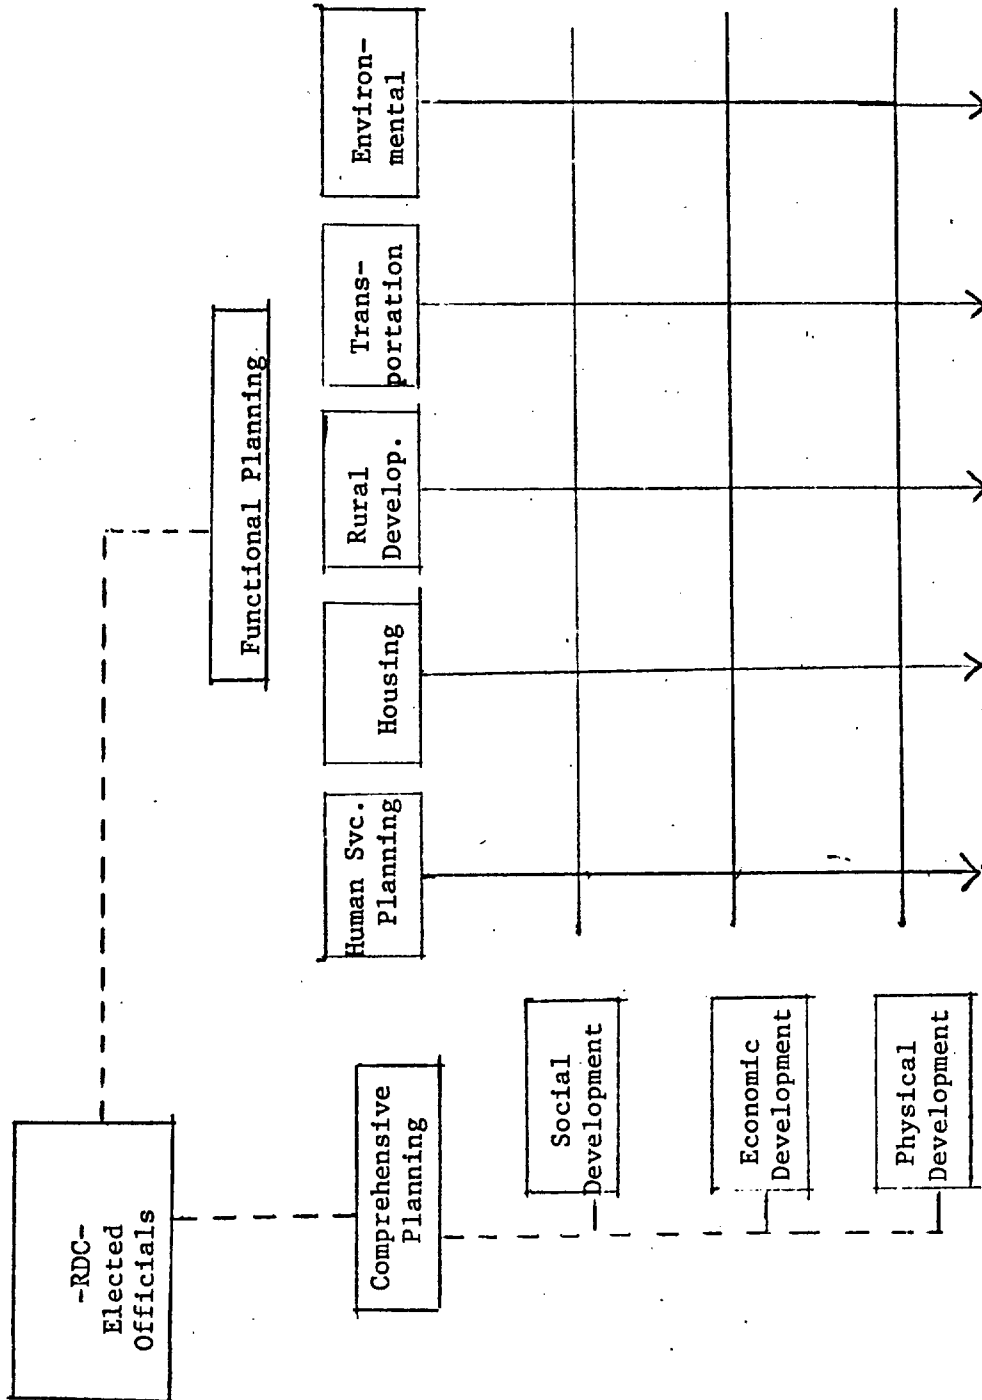 -RDC-
Elected
Officials
Functional Planning
Comprehensive
Planning
Human Svc.
Planning
Housing
Rural
Develop.
Trans-
portation
Environ-
mental
Social
Development
Economic
Development
Physical
Development